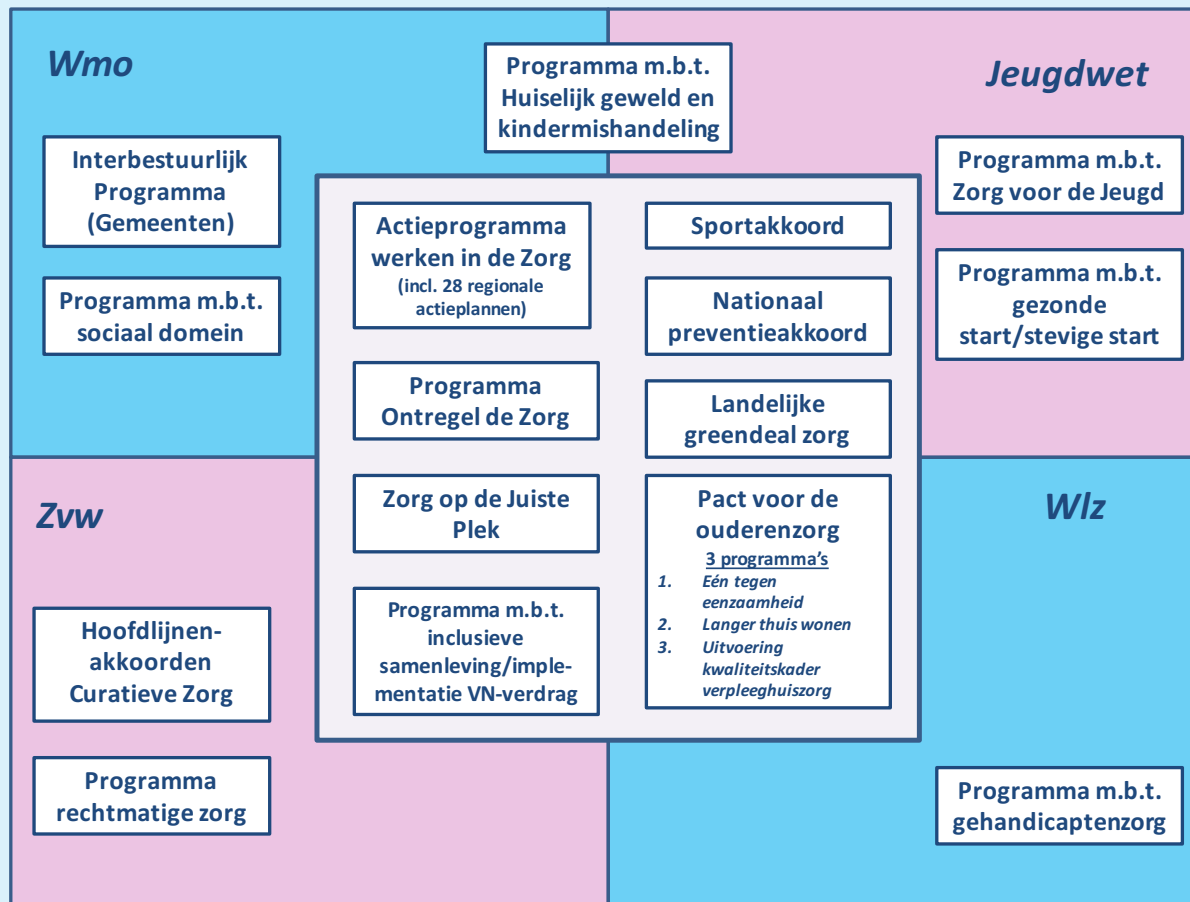 Wmo
Programma m.b.t.
Huiselijk geweld en
kindermishandeling
Jeugdwet
Interbestuurlijk
Programma
(Gemeenten)
Programma m.b.t.
sociaal domein
Programma m.b.t.
Zorg voor de Jeugd
Programma m.b.t.
gezonde
start/stevige start
Actieprogramma
werken in de Zorg
(incl. 28 regionale
actieplannen)
Programma
Ontregel de Zorg
Zorg op de Juiste
Plek
Programma m.b.t.
inclusieve
samenleving/imple-
mentatie VN-verdrag
Sportakkoord
Nationaal
preventieakkoord
Landelijke
greendeal zorg
Pact voor de
ouderenzorg
3 programma's
1. Eén tegen
eenzaamheid
2. Langer thuis wonen
3. Uitvoering
kwaliteitskader
verpleeghuiszorg
Zvw
Hoofdlijnen-
akkoorden
Curatieve Zorg
Programma
rechtmatige zorg
Wlz
Programma m.b.t.
gehandicaptenzorg